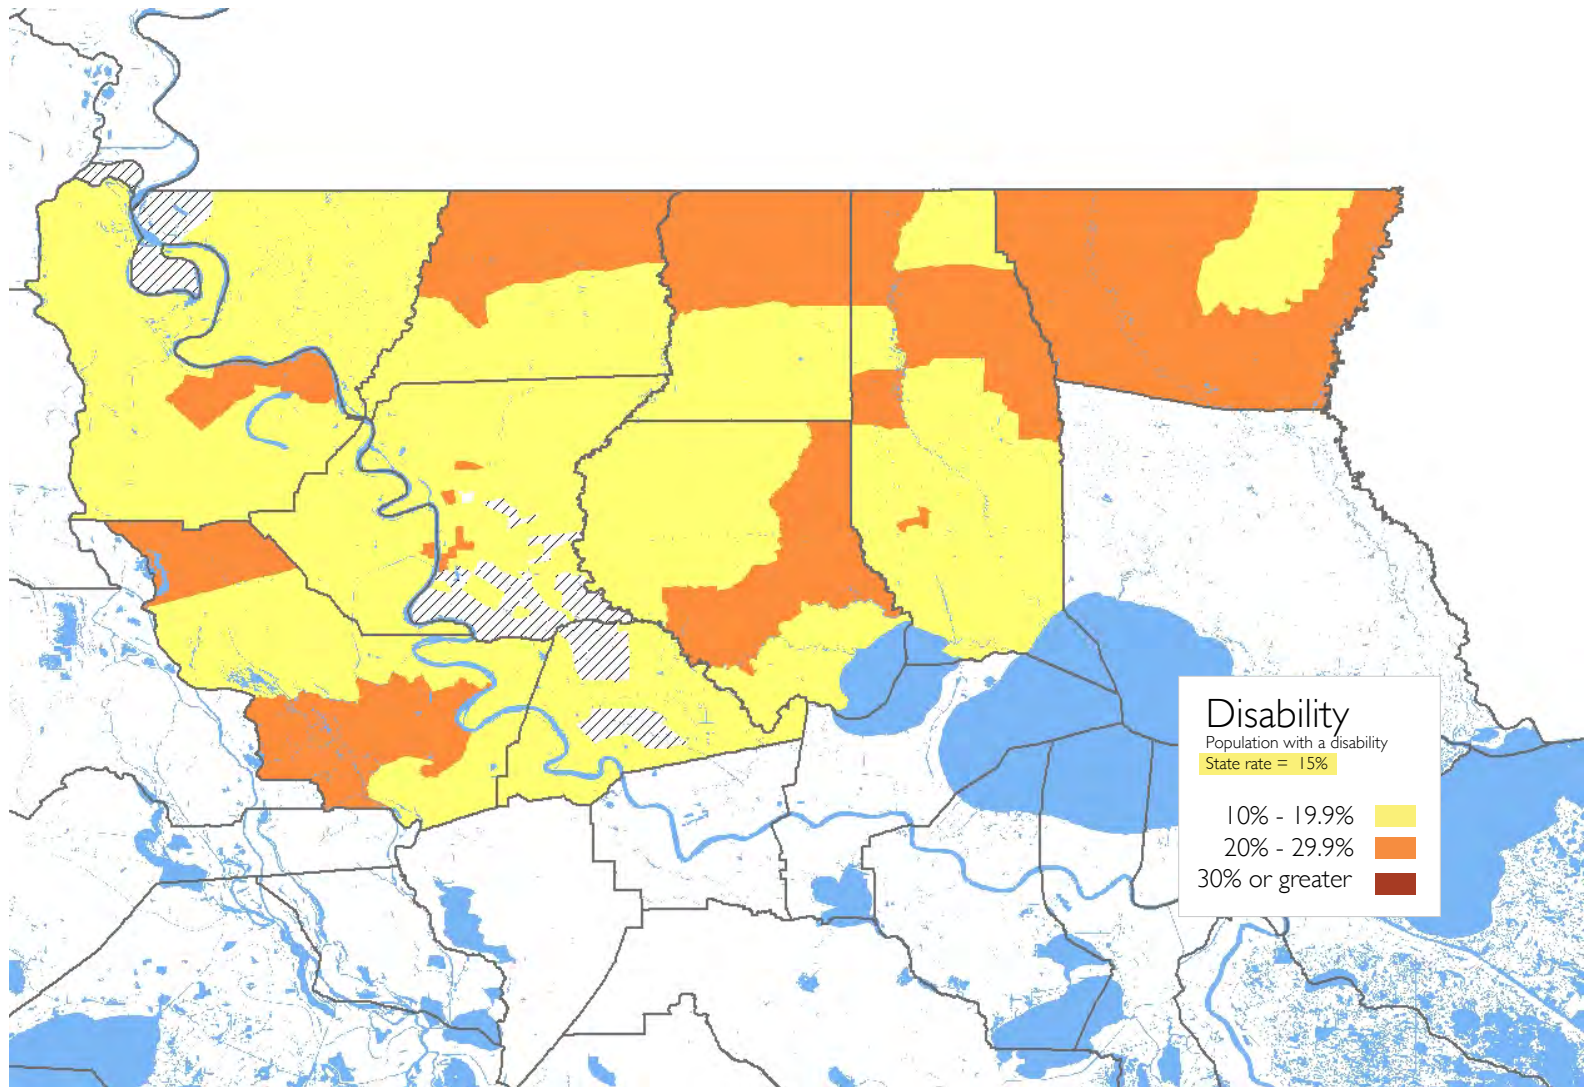 Disability
Population with a disability
State rate = 15%
10% - 19.9%
20% - 29.9%
30% or greater